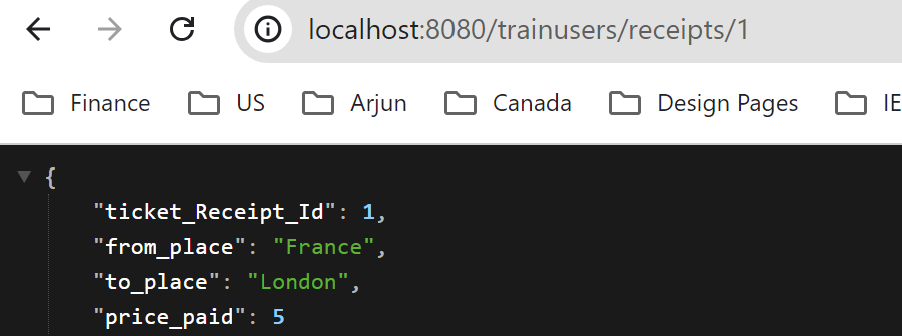 localhost:8080/trainusers/receipts/1
Finance US Arjun Canada Design Pages IE
{
"ticket_Receipt_Id": 1,
"from_place": "France",
"to_place": "London",
"price_paid": 5